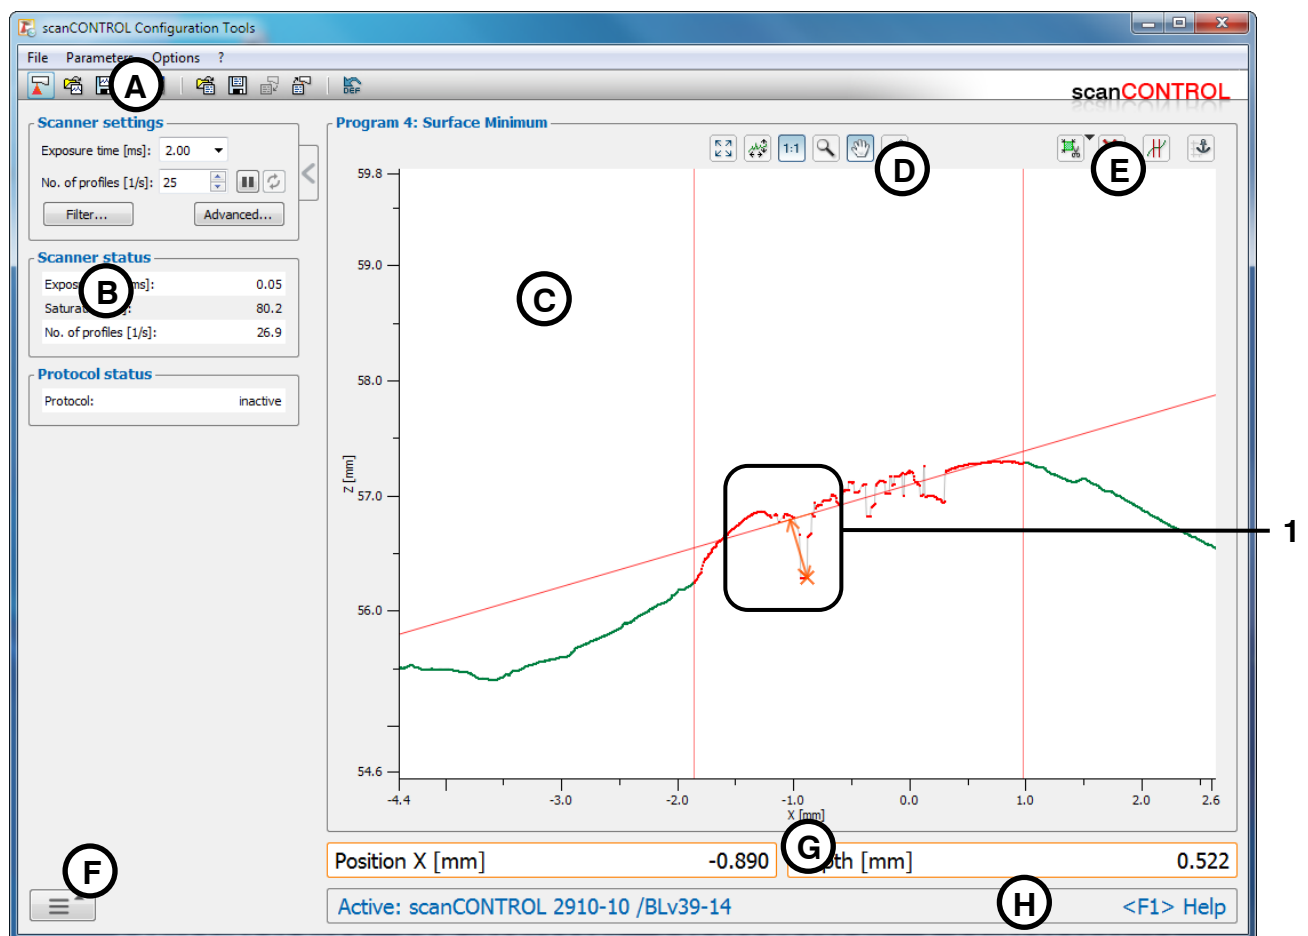 scanCONTROL Configuration Tools
File Parameters Options ?
A
DEF
scanCONTROL
Scanner settings
Exposure time [ms]: 2.00
No. of profiles [1/s]: 25
Filter... Advanced...
Scanner status
0.05
B
80.2
No. of profiles [1/s]: 26.9
Protocol status
Protocol: inactive
F
Program 4: Surface Minimum
1:1
D
E
C
59.8
59.0
58.0
Z [mm]
57.0
56.0
54.6
1
-4.4 -3.0 -2.0 -1.0 0.0 1.0 2.0 2.6
X [mm]
G
Position X [mm] -0.890
[mm] 0.522
H
Active: scanCONTROL 2910-10 /BLv39-14 <F1> Help